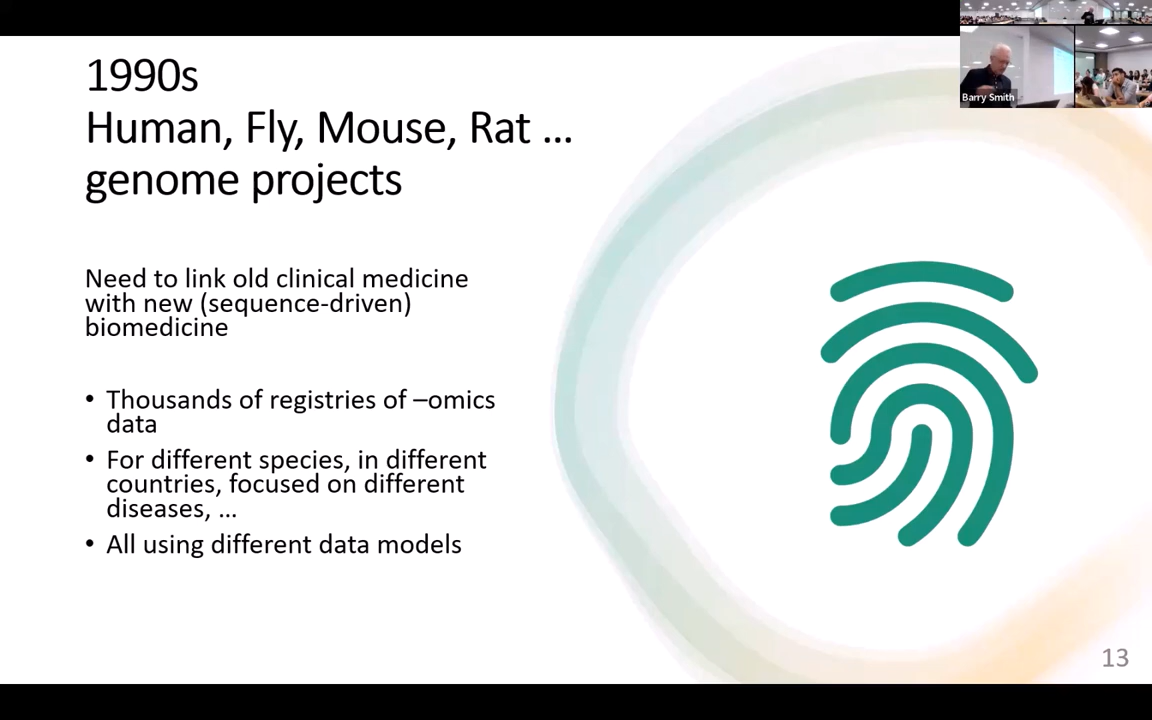 Barry Smith
1990s
Human, Fly, Mouse, Rat ...
genome projects
Need to link old clinical medicine
with new (sequence-driven)
biomedicine
• Thousands of registries of –omics
data
• For different species, in different
countries, focused on different
diseases, ...
• All using different data models
13